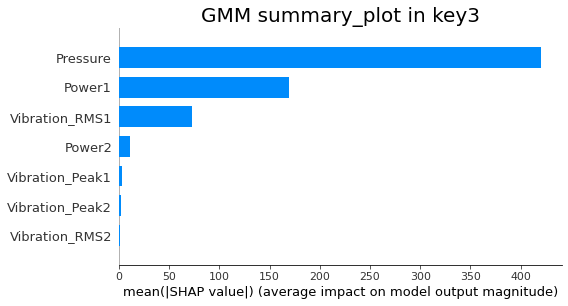 GMM summary_plot in key3
Pressure
Power1
Vibration_RMS1
Power2
Vibration_Peak1
Vibration_Peak2
Vibration_RMS2
0 50 100 150 200 250 300 350 400
mean(|SHAP value|) (average impact on model output magnitude)